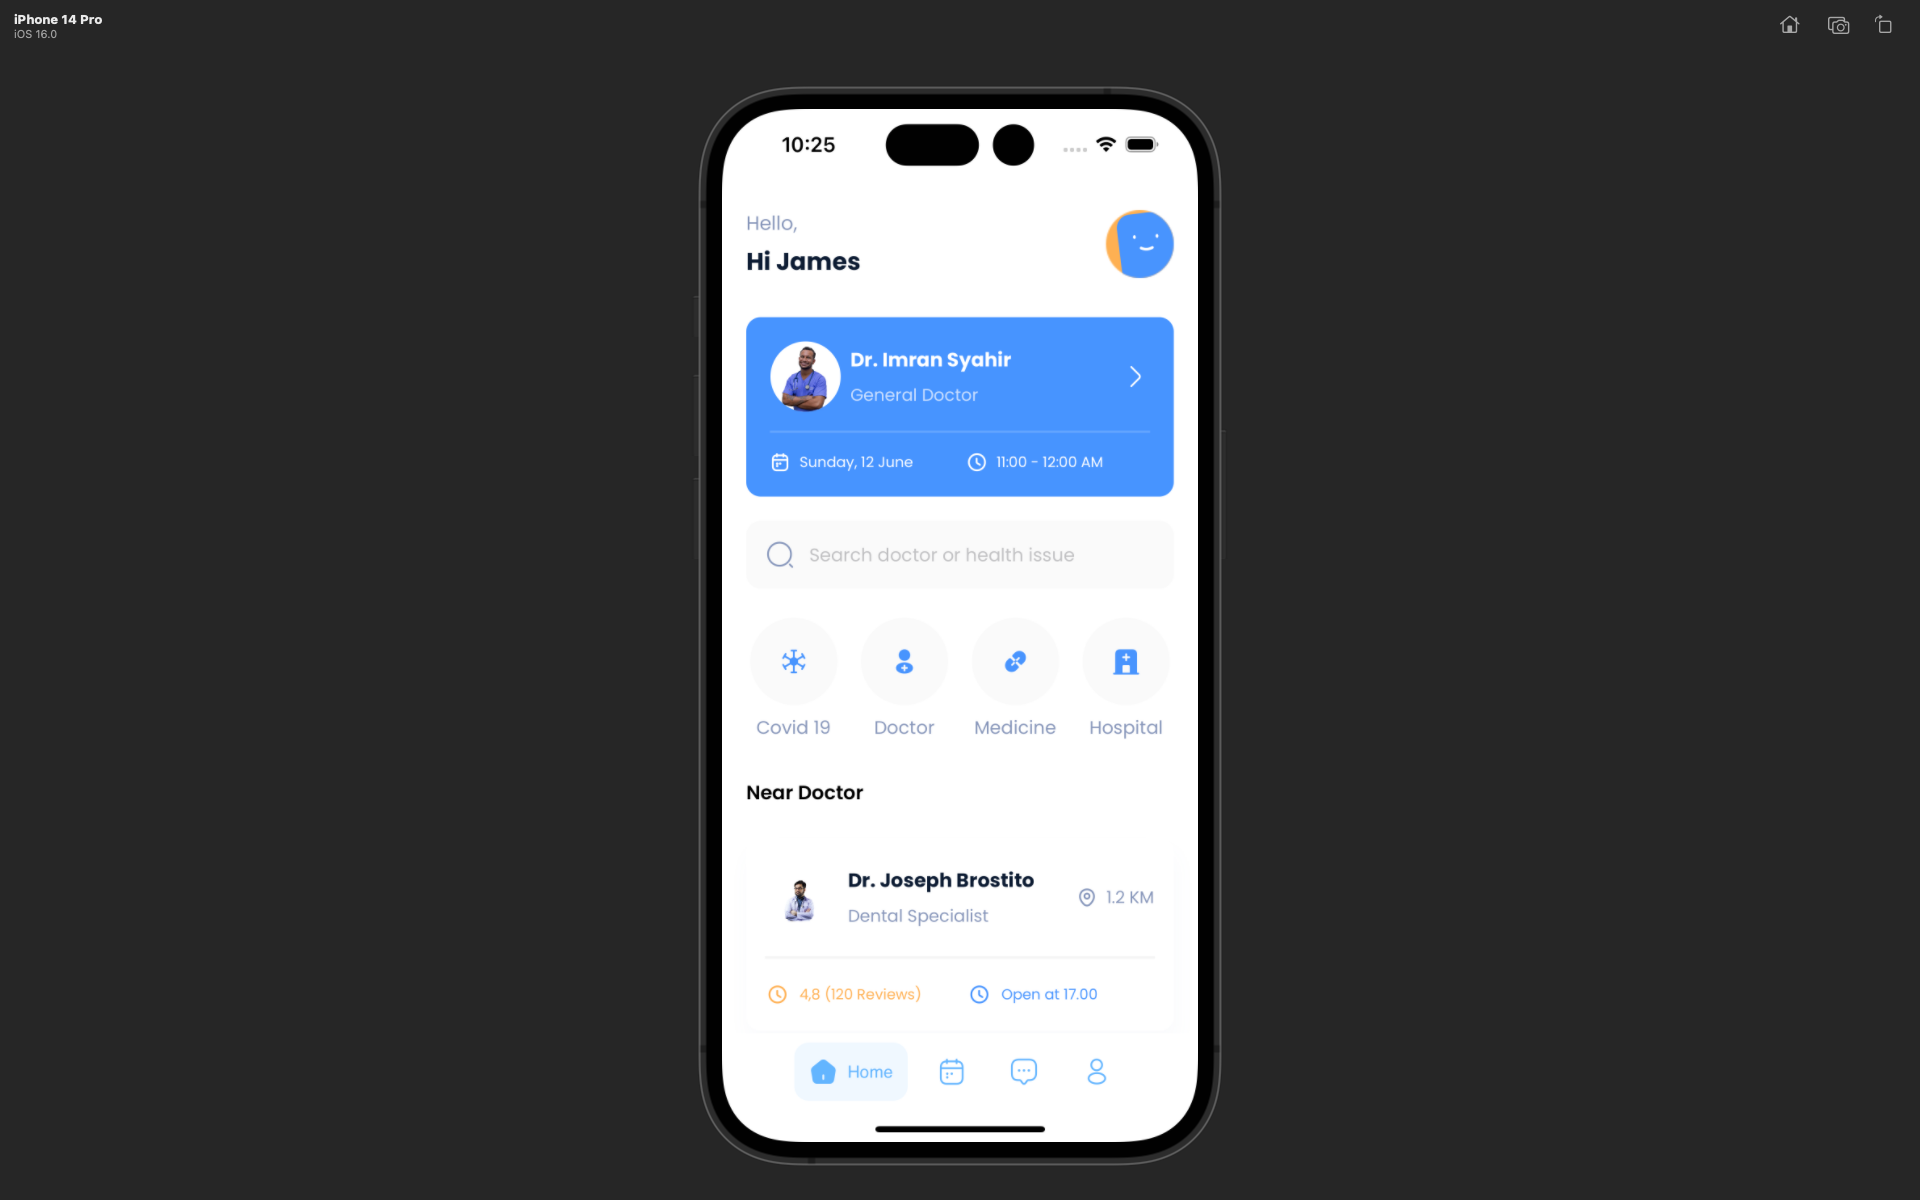 iPhone 14 Pro
iOS 16.0
10:25
Hello,
Hi James
Dr. Imran Syahir
General Doctor
Sunday, 12 June
11:00 - 12:00 AM
Search doctor or health issue
Covid 19
Doctor
Medicine
Hospital
Near Doctor
Dr. Joseph Brostito
Dental Specialist
1.2 KM
4,8 (120 Reviews)
Open at 17.00
Home